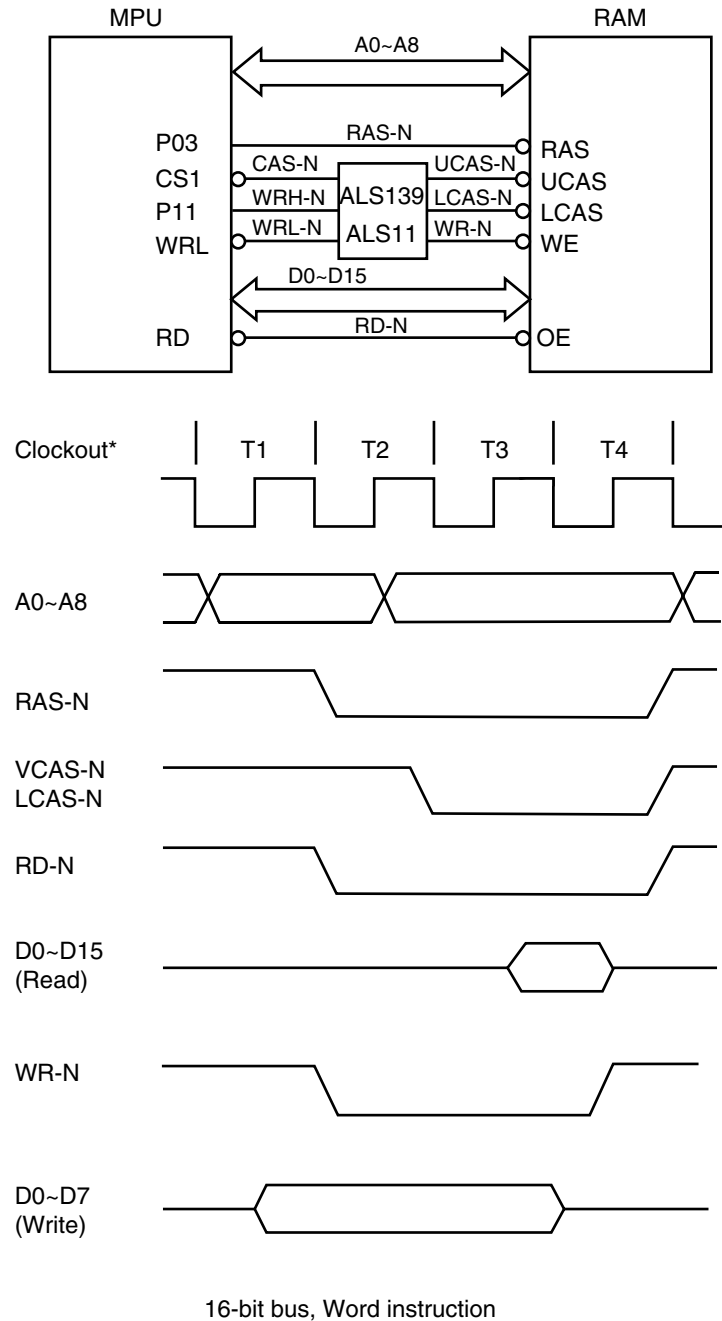 MPU RAM
A0~A8
P03 RAS-N RAS
CS1 CAS-N ALS139 UCAS-N UCAS
P11 WRH-N LCAS-N LCAS
WRL WRL-N ALS11 WR-N WE
D0~D15
RD RD-N OE
Clockout* T1 T2 T3 T4
A0~A8
RAS-N
VCAS-N
LCAS-N
RD-N
D0~D15
(Read)
WR-N
D0~D7
(Write)
16-bit bus, Word instruction